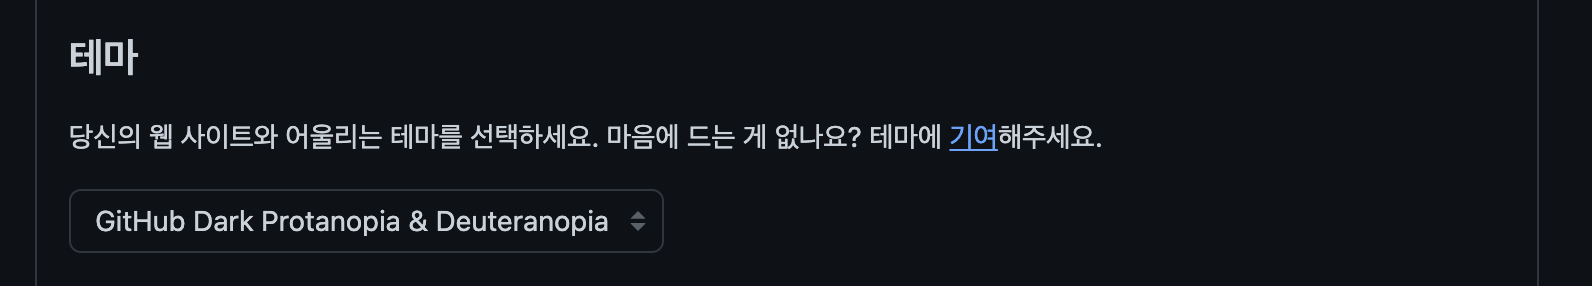 테마
당신의 웹 사이트와 어울리는 테마를 선택하세요. 마음에 드는 게 없나요? 테마에 기여해주세요.
GitHub Dark Protanopia & Deuteranopia